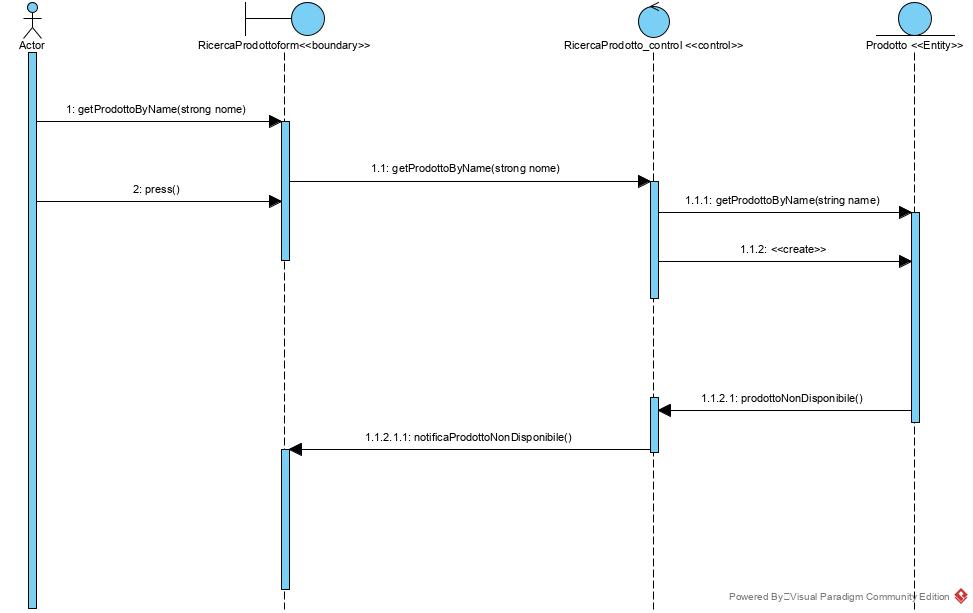 Actor
RicercaProdottoform<<boundary>>
RicercaProdotto_control <<control>>
Prodotto <<Entity>>
1: getProdottoByName(strong nome)
1.1: getProdottoByName(strong nome)
2: press()
1.1.1: getProdottoByName(string name)
1.1.2: <<create>>
1.1.2.1: prodottoNonDisponibile()
1.1.2.1.1: notificaProdottoNonDisponibile()
Powered By Visual Paradigm Community Edition